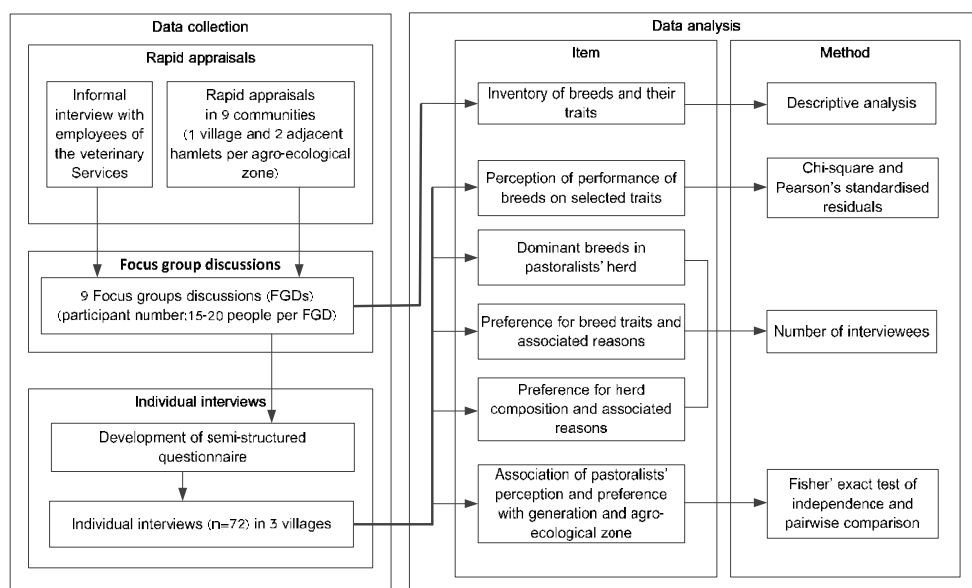 Data collection
Rapid appraisals
Informal
interview with
employees of
the veterinary
Services
Rapid appraisals
in 9 communities
(1 village and 2 adjacent
hamlets per agro-ecological
zone)
Focus group discussions
9 Focus groups discussions (FGDs)
(participant number:15-20 people per FGD)
Individual interviews
Development of semi-structured
questionnaire
Individual interviews (n=72) in 3 villages
Data analysis
Item
Inventory of breeds and their
traits
Perception of performance of
breeds on selected traits
Dominant breeds in
pastoralists' herd
Preference for breed traits and
associated reasons
Preference for herd
composition and associated
reasons
Association of pastoralists'
perception and preference
with generation and agro-
ecological zone
Method
Descriptive analysis
Chi-square and
Pearson's standardised
residuals
Number of interviewees
Fisher' exact test of
independence and
pairwise comparison